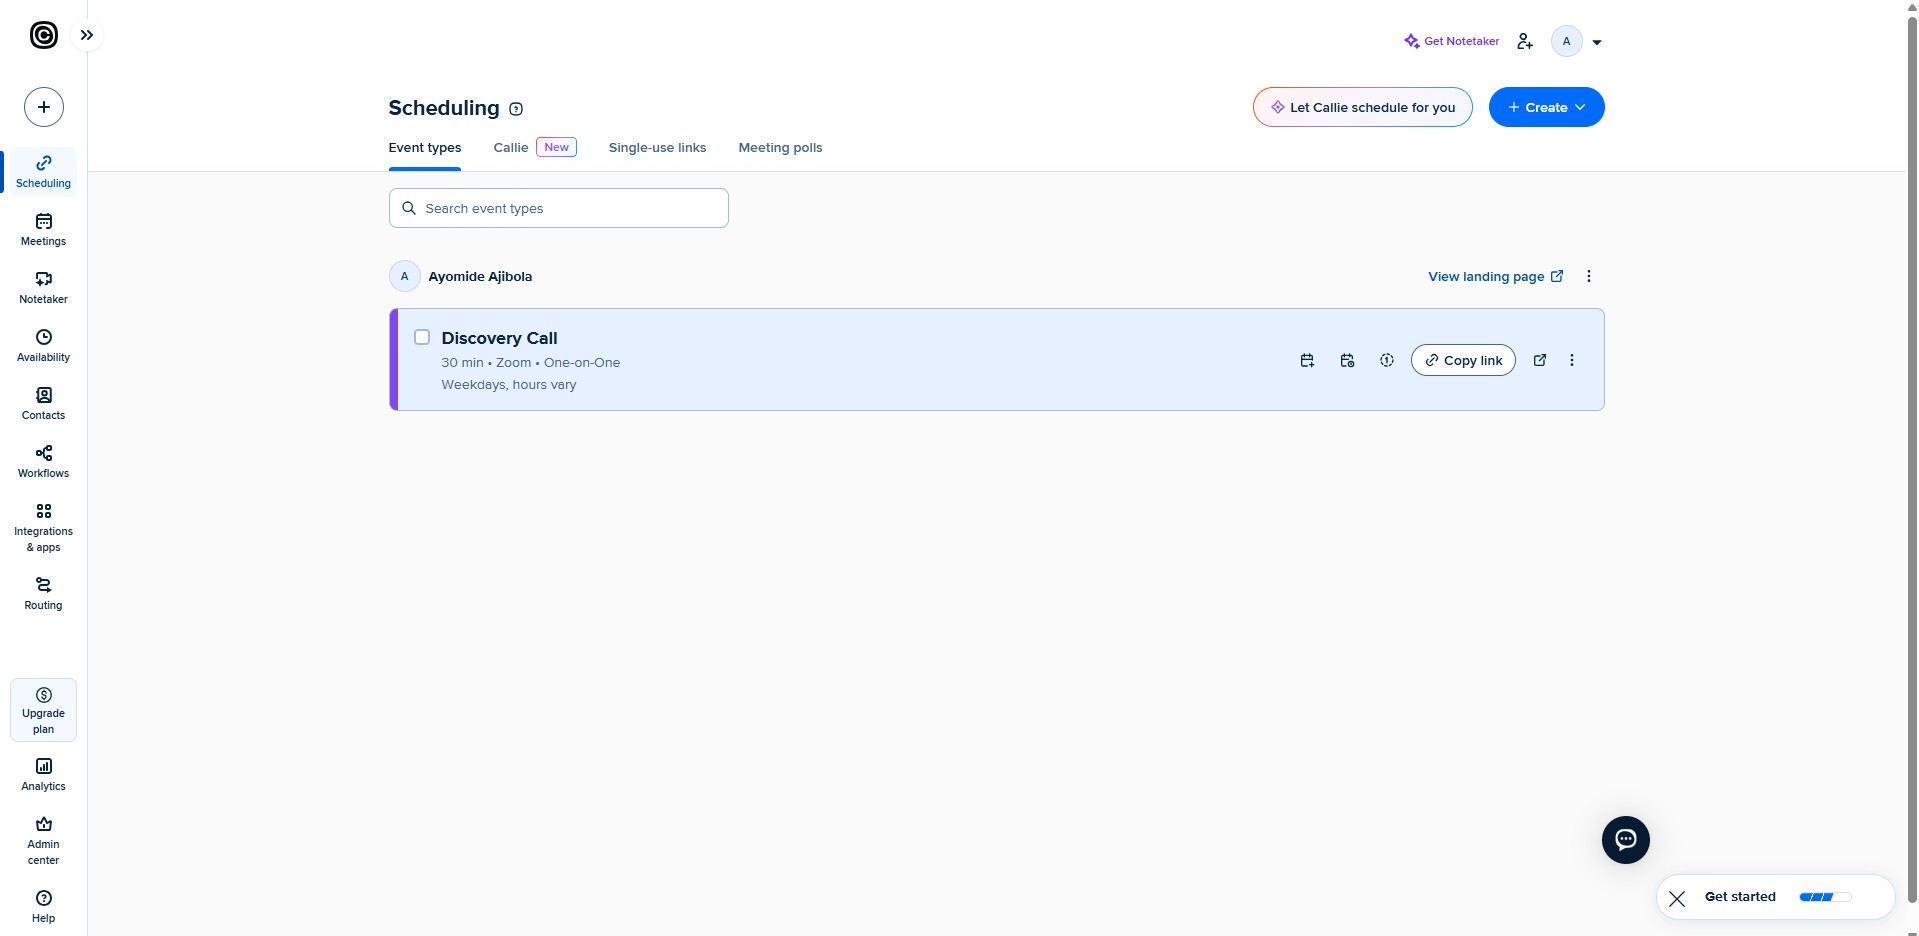 Get Notetaker
A
Scheduling
Let Callie schedule for you
Create
Event types
Callie
New
Single-use links
Meeting polls
Scheduling
Meetings
Notetaker
Availability
Contacts
Workflows
Integrations
& apps
Routing
Upgrade
plan
Analytics
Admin
center
Help
Search event types
A
Ayomide Ajibola
View landing page
Discovery Call
30 min • Zoom • One-on-One
Weekdays, hours vary
1
Copy link
Get started